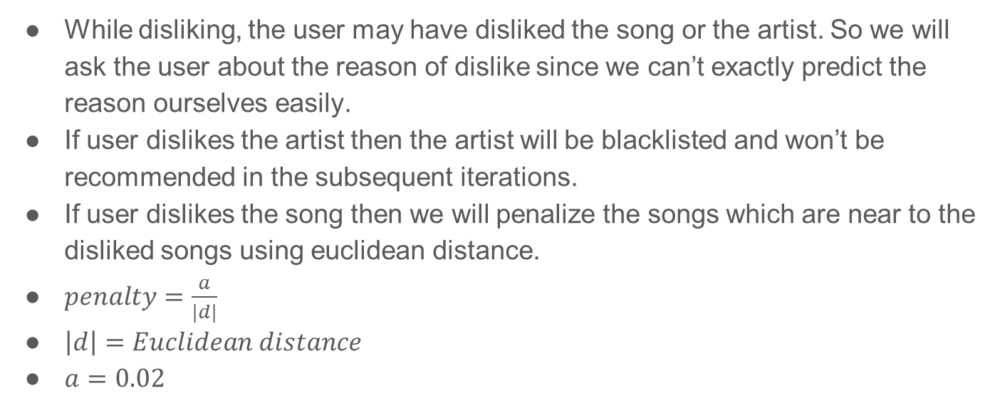 ● While disliking, the user may have disliked the song or the artist. So we will
ask the user about the reason of dislike since we can’t exactly predict the
reason ourselves easily.
● If user dislikes the artist then the artist will be blacklisted and won’t be
recommended in the subsequent iterations.
● If user dislikes the song then we will penalize the songs which are near to the
disliked songs using euclidean distance.
● penalty = a/|d|
● |d| = Euclidean distance
● a = 0.02